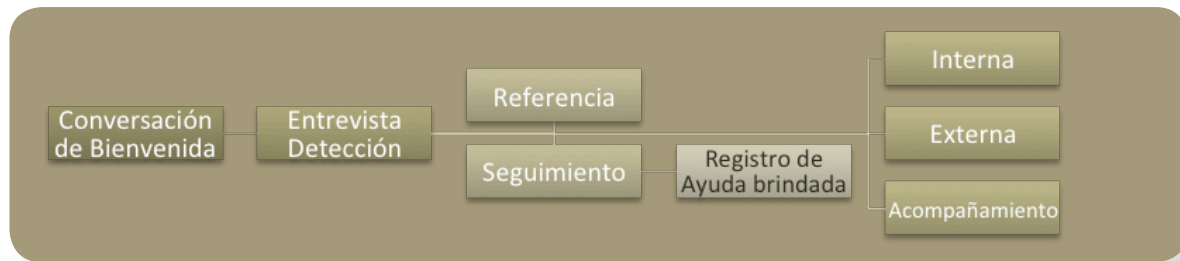 Conversación
de Bienvenida
Entrevista
Detección
Referencia
Seguimiento
Registro de
Ayuda brindada
Interna
Externa
Acompañamiento